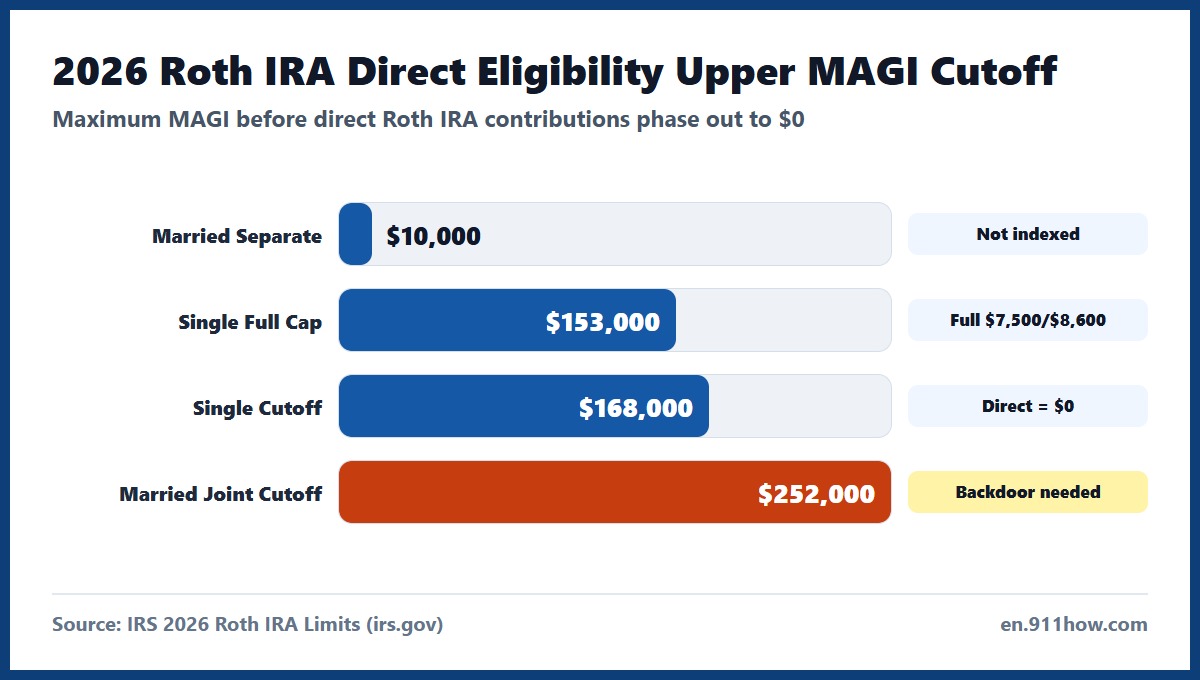 2026 Roth IRA Direct Eligibility Upper MAGI Cutoff
Maximum MAGI before direct Roth IRA contributions phase out to $0
Married Separate $10,000 Not indexed
Single Full Cap $153,000 Full $7,500/$8,600
Single Cutoff $168,000 Direct = $0
Married Joint Cutoff $252,000 Backdoor needed
Source: IRS 2026 Roth IRA Limits (irs.gov) en.911how.com